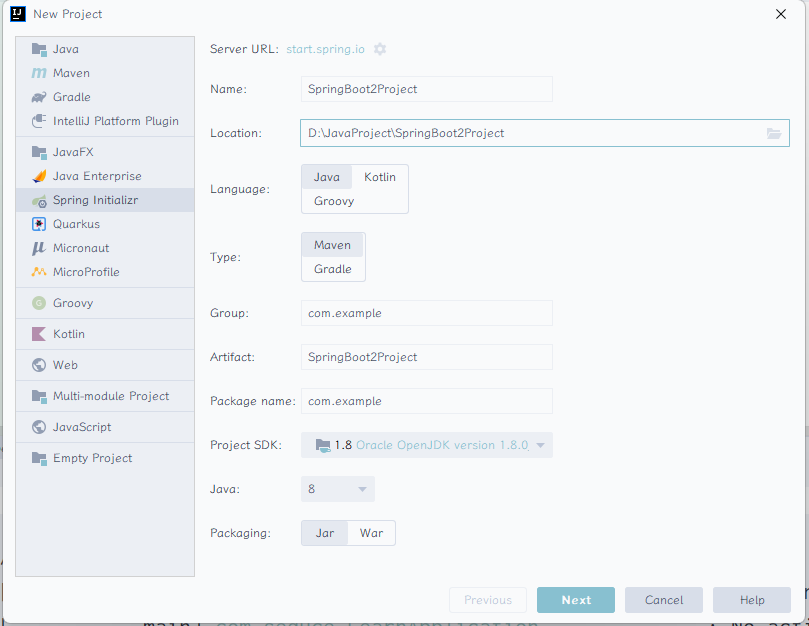 New Project
Java
Maven
Gradle
IntelliJ Platform Plugin
JavaFX
Java Enterprise
Spring Initializr
Quarkus
Micronaut
MicroProfile
Groovy
Kotlin
Web
Multi-module Project
JavaScript
Empty Project
Server URL: start.spring.io
Name: SpringBoot2Project
Location: D:\JavaProject\SpringBoot2Project
Language: Java Kotlin
Groovy
Type: Maven
Gradle
Group: com.example
Artifact: SpringBoot2Project
Package name: com.example
Project SDK: 1.8 Oracle OpenJDK version 1.8.0
Java: 8
Packaging: Jar War
Previous Next Cancel Help